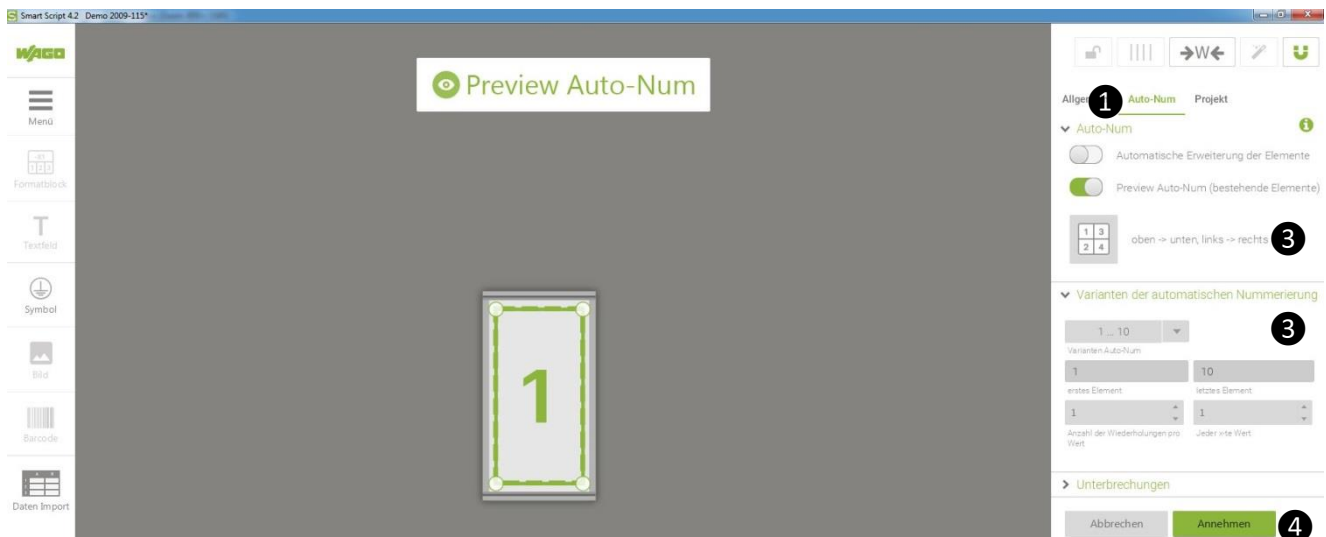 Smart Script 4.2 Demo 2009-115*
WAGO
Menü
Formatblock
T
Textfeld
Symbol
Bild
Barcode
Daten Import
Preview Auto-Num
1
→W←
1 Auto-Num Projekt
Auto-Num
Automatische Erweiterung der Elemente
Preview Auto-Num (bestehende Elemente)
1 3
2 4
oben -> unten, links -> rechts 3
Varianten der automatischen Nummerierung
1 ... 10 3
Varianten Auto-Num
1 10
erstes Element letztes Element
1 1
Anzahl der Wiederholungen pro Jeder x-te Wert
Wert
Unterbrechungen
Abbrechen Annehmen 4